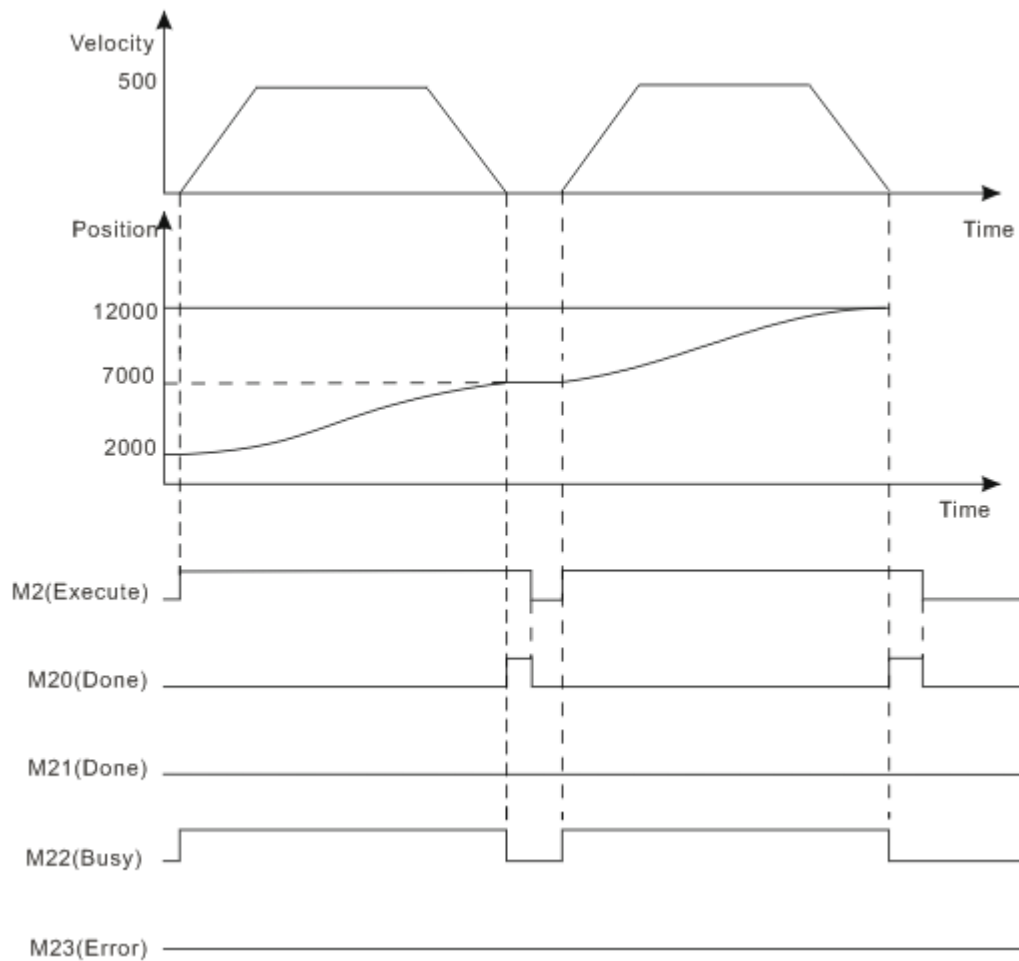 Velocity
500
Time
Position
12000
7000
2000
Time
M2(Execute)
M20(Done)
M21(Done)
M22(Busy)
M23(Error)